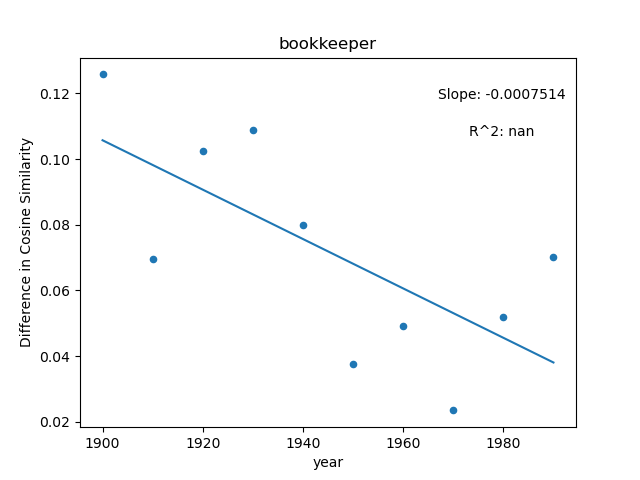 bookkeeper
Slope: -0.0007514
R^2: nan
Difference in Cosine Similarity
0.12
0.10
0.08
0.06
0.04
0.02
1900 1920 1940 1960 1980
year